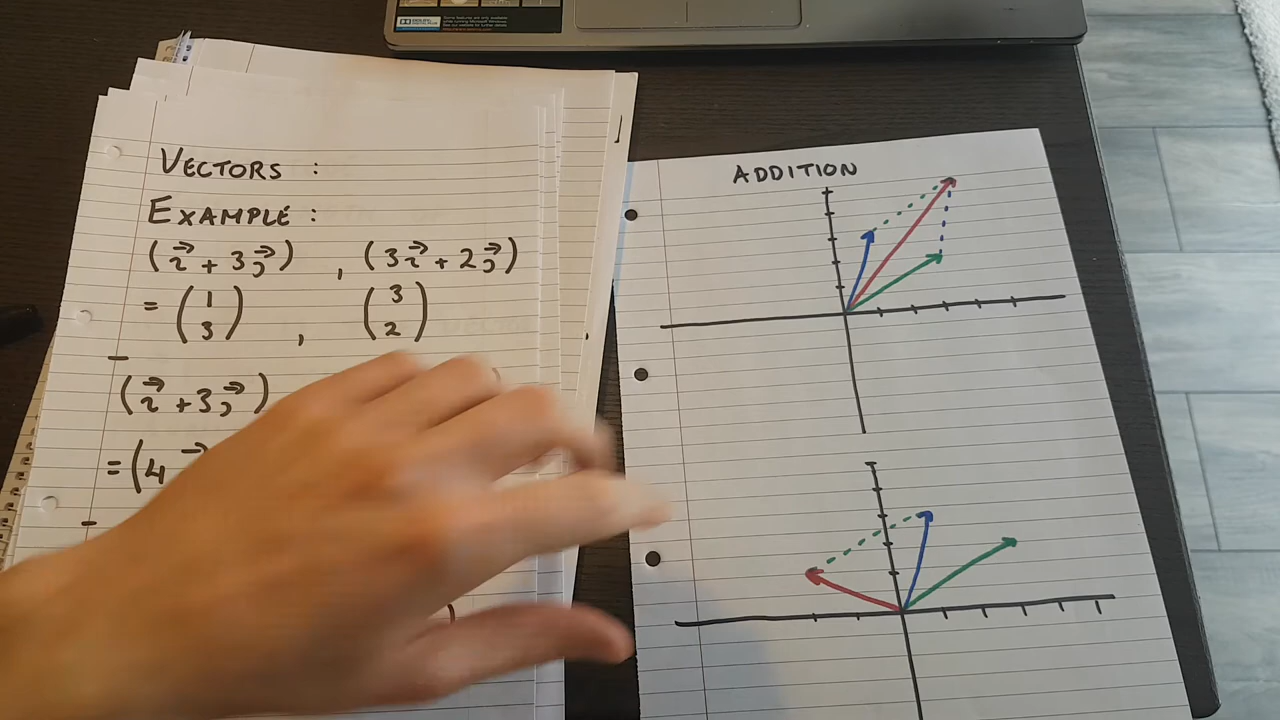 VECTORS :
EXAMPLE :
(i⃗ + 3j⃗) , (3i⃗ + 2j⃗)
= (1 3) , (3 2)
(i⃗ + 3j⃗)
= (4
ADDITION